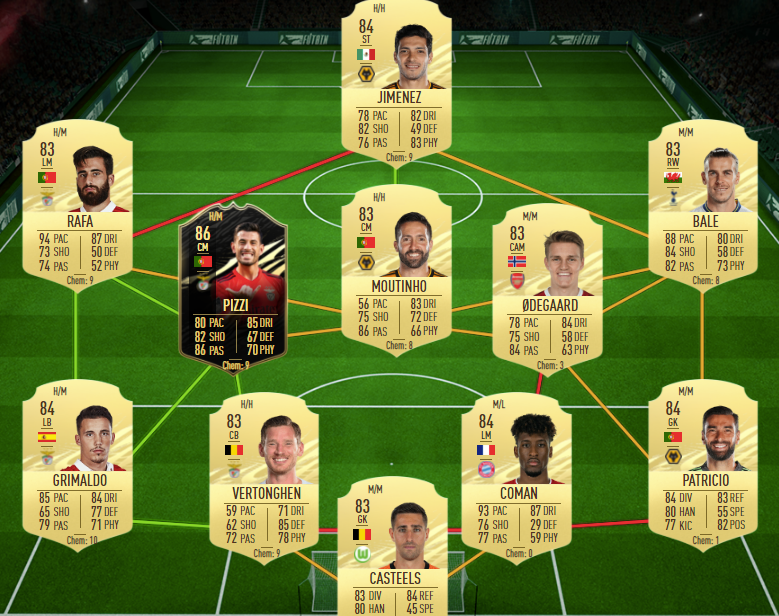 H/H
84
ST
JIMENEZ
78 PAC 82 DRI
82 SHO 49 DEF
76 PAS 83 PHY
Chem: 9
H/M
83
LM
RAFA
94 PAC 87 DRI
73 SHO 50 DEF
74 PAS 52 PHY
Chem: 9
M/M
83
RW
BALE
88 PAC 80 DRI
84 SHO 58 DEF
82 PAS 73 PHY
Chem: 8
H/M
86
CM
PIZZI
80 PAC 85 DRI
82 SHO 67 DEF
86 PAS 70 PHY
Chem: 9
H/H
83
CM
MOUTINHO
56 PAC 83 DRI
75 SHO 72 DEF
86 PAS 66 PHY
Chem: 8
M/M
83
CAM
ØDEGAARD
78 PAC 84 DRI
75 SHO 58 DEF
84 PAS 63 PHY
Chem: 3
H/M
84
LB
GRIMALDO
85 PAC 84 DRI
65 SHO 77 DEF
79 PAS 71 PHY
Chem: 10
H/H
83
CB
VERTONGHEN
59 PAC 71 DRI
62 SHO 85 DEF
72 PAS 78 PHY
Chem: 9
M/L
84
LM
COMAN
93 PAC 87 DRI
76 SHO 29 DEF
77 PAS 59 PHY
Chem: 0
M/M
84
GK
PATRICIO
84 DIV 83 REF
80 HAN 55 SPE
77 KIC 82 POS
Chem: 1
M/M
83
GK
CASTEELS
83 DIV 84 REF
80 HAN 45 SPE